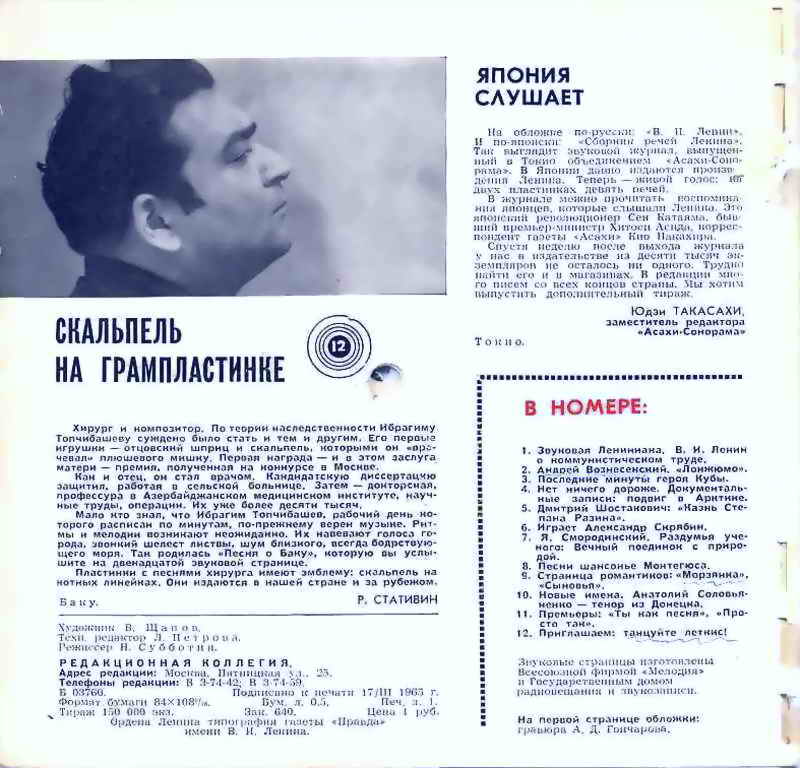 СКАЛЬПЕЛЬ
НА ГРАМПЛАСТИНКЕ
12
Хирург и композитор. По теории наследственности Ибрагиму
Топчибашеву суждено было стать и тем и другим. Его первые
игрушки — отцовский шприц и скальпель, которыми он «вра-
чевал» плюшевого мишку. Первая награда — и в этом заслуга
матери — премия, полученная на конкурсе в Москве.
Как и отец, он стал врачом. Кандидатскую диссертацию
защитил, работая в сельской больнице. Затем — докторская,
профессура в Азербайджанском медицинском институте, науч-
ные труды, операции. Их уже более десяти тысяч.
Мало кто знал, что Ибрагим Топчибашев, рабочий день ко-
торого расписан по минутам, по-прежнему верен музыке. Рит-
мы и мелодии возникают неожиданно. Их навевают голоса го-
рода, звонкий шелест листвы, шум близкого, всегда бодрствую-
щего моря. Так родилась «Песня о Баку», которую вы услы-
шите на двенадцатой звуковой странице.
Пластинки с песнями хирурга имеют эмблему: скальпель на
нотных линейках. Они издаются в нашей стране и за рубежом.
Баку.
Р. СТАТИВИН
Художник В. Щапов.
Техн. редактор Л. Петрова.
Режиссер Н. Субботин.
РЕДАКЦИОННАЯ КОЛЛЕГИЯ.
Адрес редакции: Москва, Пятницкая ул., 25.
Телефоны редакции: В 3-74-42; В 3-74-59.
Б 03760. Подписано к печати 17/III 1965 г.
Формат бумаги 84×108¹/₁₆. Бум. л. 0,5. Печ. л. 1.
Тираж 150 000 экз. Зак. 640. Цена 1 руб.
Ордена Ленина типография газеты «Правда»
имени В. И. Ленина.
ЯПОНИЯ
СЛУШАЕТ
На обложке по-русски: «В. И. Ленин».
И по-японски: «Сборник речей Ленина».
Так выглядит звуковой журнал, выпущен-
ный в Токио объединением «Асахи-Соно-
рама». В Японии давно издаются произве-
дения Ленина. Теперь — живой голос: на
двух пластинках девять речей.
В журнале можно прочитать воспомина-
ния японцев, которые слышали Ленина. Это
японский революционер Сен Катаяма, быв-
ший премьер-министр Хитоси Асида, коррес-
пондент газеты «Асахи» Кио Накахира.
Спустя неделю после выхода журнала
у нас в издательстве из десяти тысяч эк-
земпляров не осталось ни одного. Трудно
найти его и в магазинах. В редакции мно-
го писем со всех концов страны. Мы хотим
выпустить дополнительный тираж.
Юдзи ТАКАСАХИ,
заместитель редактора
«Асахи-Сонорама»
Токио.
В НОМЕРЕ:
1. Звуковая Лениниана. В. И. Ленин
о коммунистическом труде.
2. Андрей Вознесенский. «Лонжюмо».
3. Последние минуты героя Кубы.
4. Нет ничего дороже. Документаль-
ные записи: подвиг в Арктике.
5. Дмитрий Шостакович: «Казнь Сте-
пана Разина».
6. Играет Александр Скрябин.
7. Я. Смородинский. Раздумья уче-
ного: Вечный поединок с приро-
дой.
8. Песни шансонье Монтегюса.
9. Страница романтиков: «Морзянка»,
«Сыновья».
10. Новые имена. Анатолий Соловья-
ненко — тенор из Донецка.
11. Премьеры: «Ты как песня», «Про-
сто так».
12. Приглашаем: танцуйте леткис!
Звуковые страницы изготовлены
Всесоюзной фирмой «Мелодия»
и Государственным домом
радиовещания и звукозаписи.
На первой странице обложки:
гравюра А. Д. Гончарова.